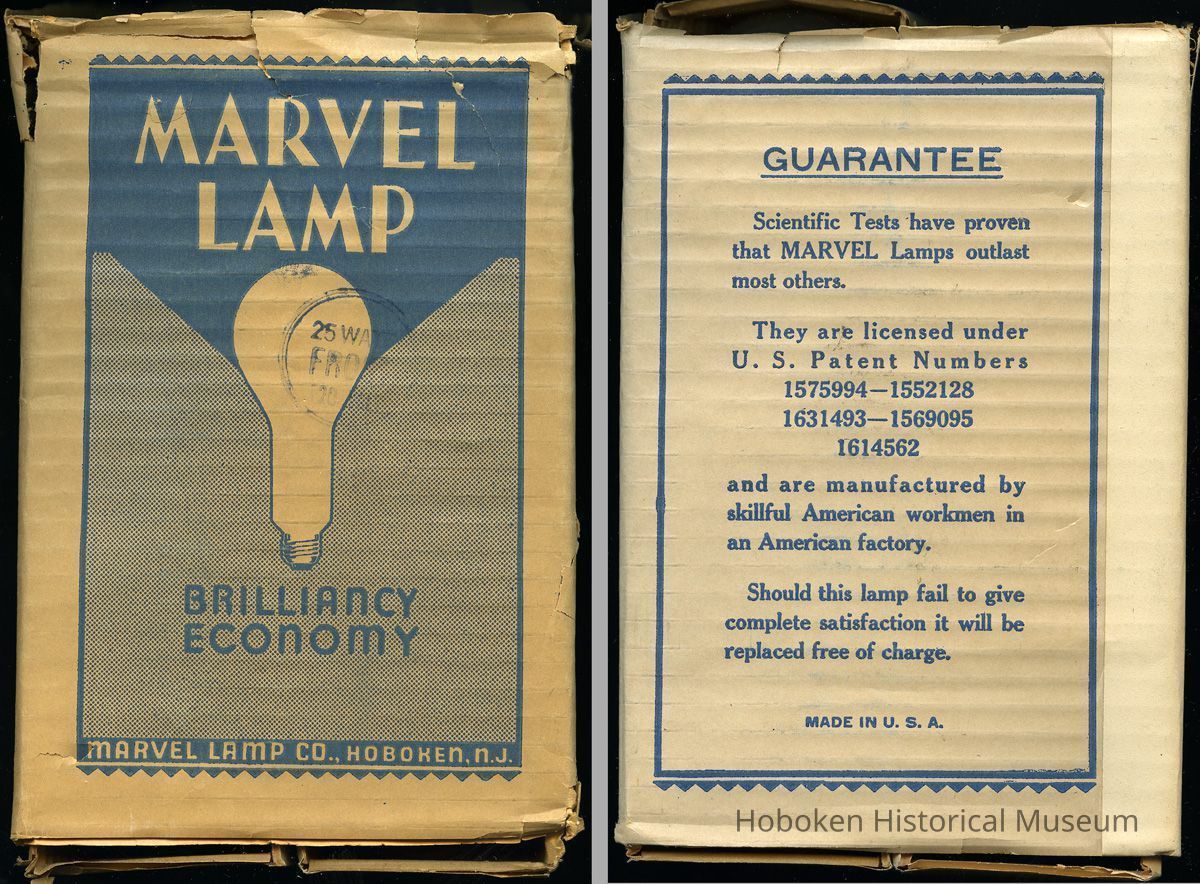 MARVEL
LAMP
25
BRILLIANCY
ECONOMY
MARVEL LAMP CO., HOBOKEN, N.J.
GUARANTEE
Scientific Tests have proven
that MARVEL Lamps outlast
most others.
They are licensed under
U. S. Patent Numbers
1575994—1552128
1631493—1569095
1614562
and are manufactured by
skillful American workmen in
an American factory.
Should this lamp fail to give
complete satisfaction it will be
replaced free of charge.
MADE IN U. S. A.
Hoboken Historical Museum